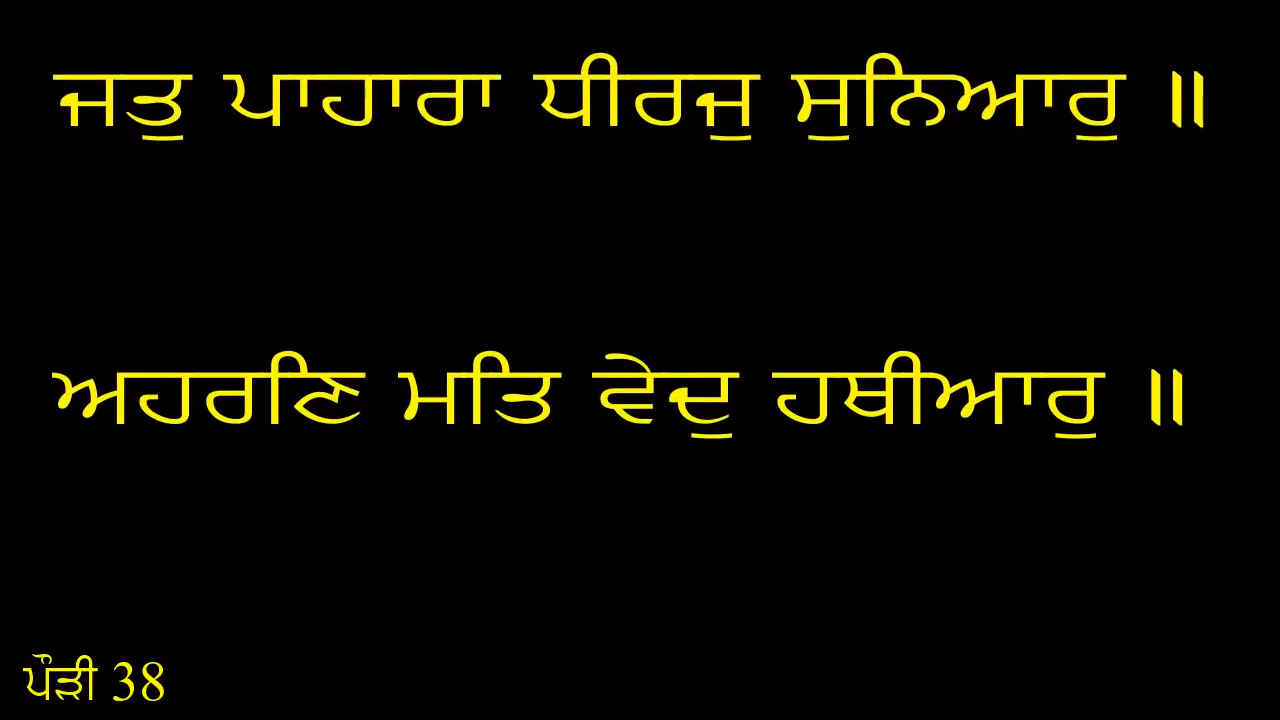 ਜਤੁ ਪਾਹਾਰਾ ਧੀਰਜੁ ਸੁਨਿਆਰੁ ॥
ਅਹਰਣਿ ਮਤਿ ਵੇਦੁ ਹਥੀਆਰੁ ॥
ਪੌੜੀ 38